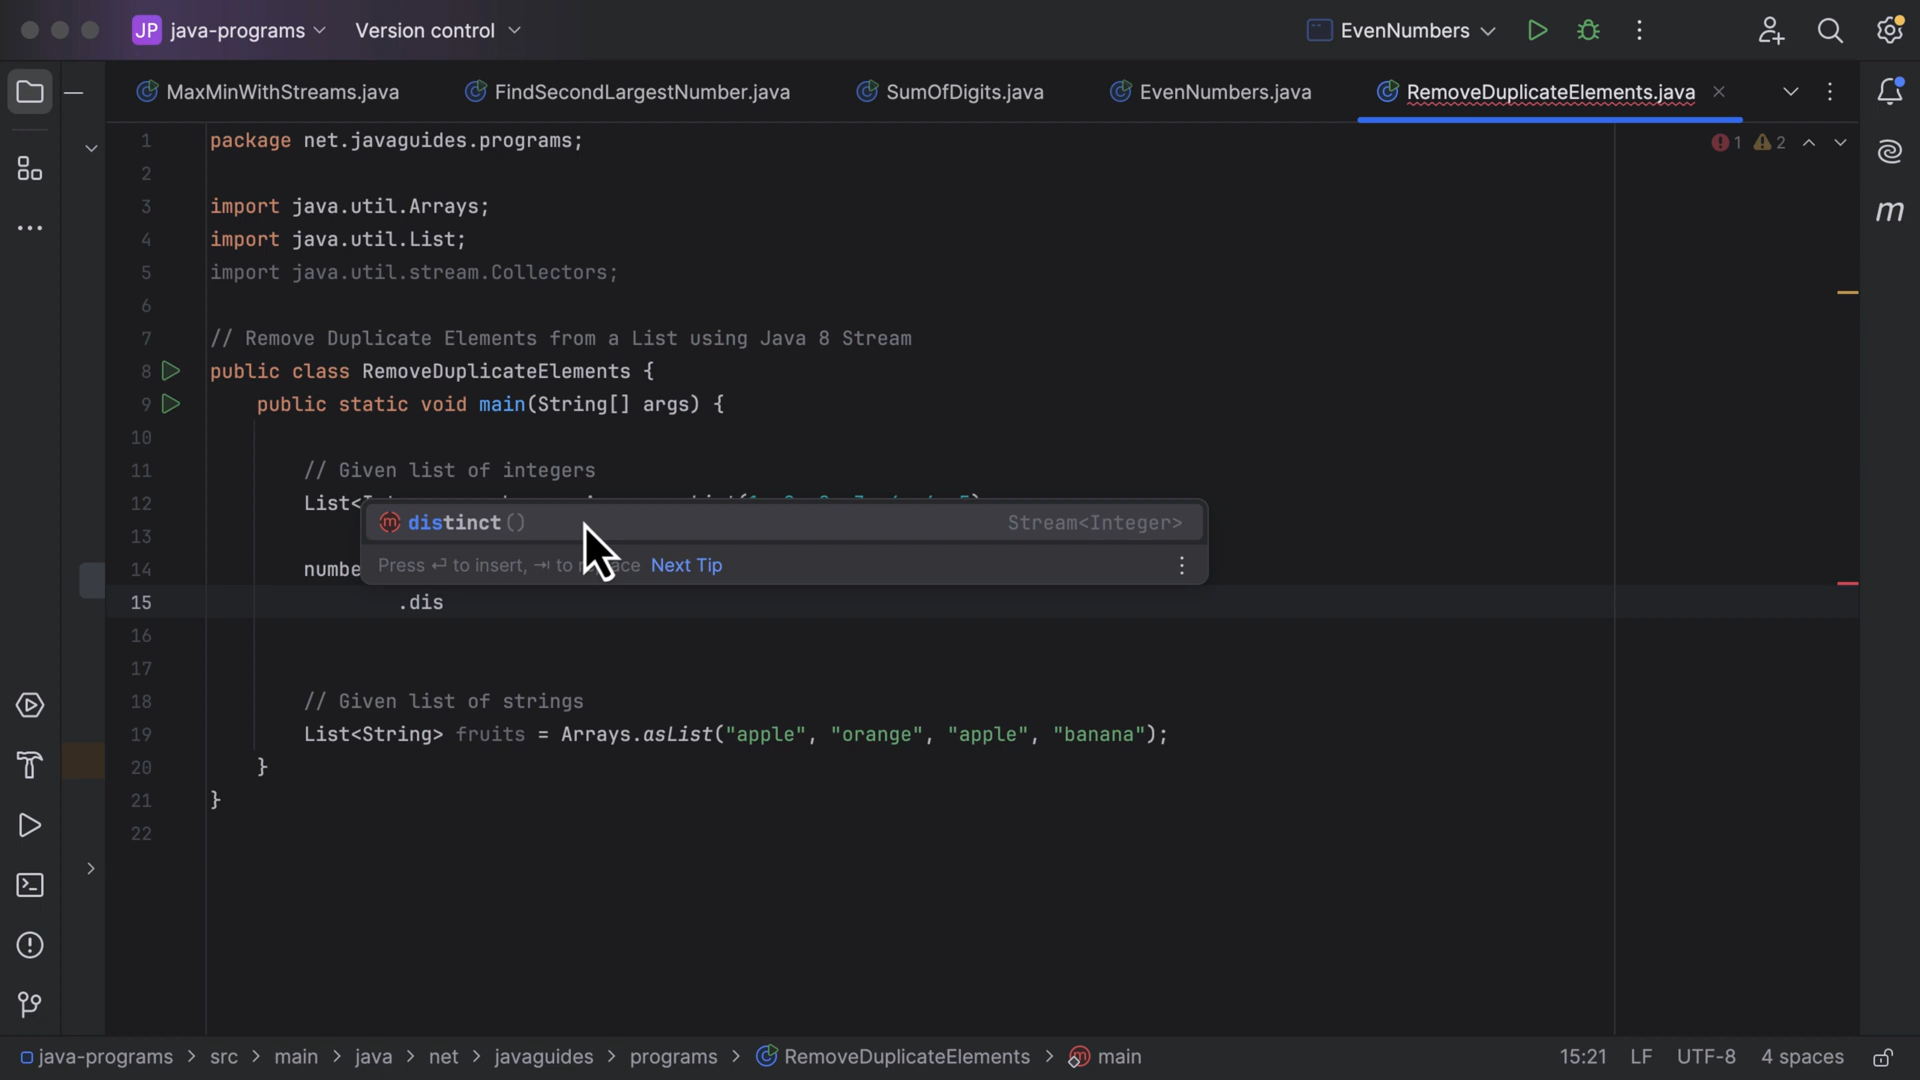 JP java-programs Version control EvenNumbers
MaxMinWithStreams.java FindSecondLargestNumber.java SumOfDigits.java EvenNumbers.java RemoveDuplicateElements.java
1 package net.javaguides.programs; 1 2
2
3 import java.util.Arrays;
4 import java.util.List;
5 import java.util.stream.Collectors;
6
7 // Remove Duplicate Elements from a List using Java 8 Stream
8 public class RemoveDuplicateElements {
9 public static void main(String[] args) {
10
11 // Given list of integers
12 List<
distinct() Stream<Integer>
13
Press ⏎ to insert, ⇥ to Next Tip
14 numbe
15 .dis
16
17
18 // Given list of strings
19 List<String> fruits = Arrays.asList("apple", "orange", "apple", "banana");
20 }
21 }
22
java-programs > src > main > java > net > javaguides > programs > RemoveDuplicateElements > main 15:21 LF UTF-8 4 spaces